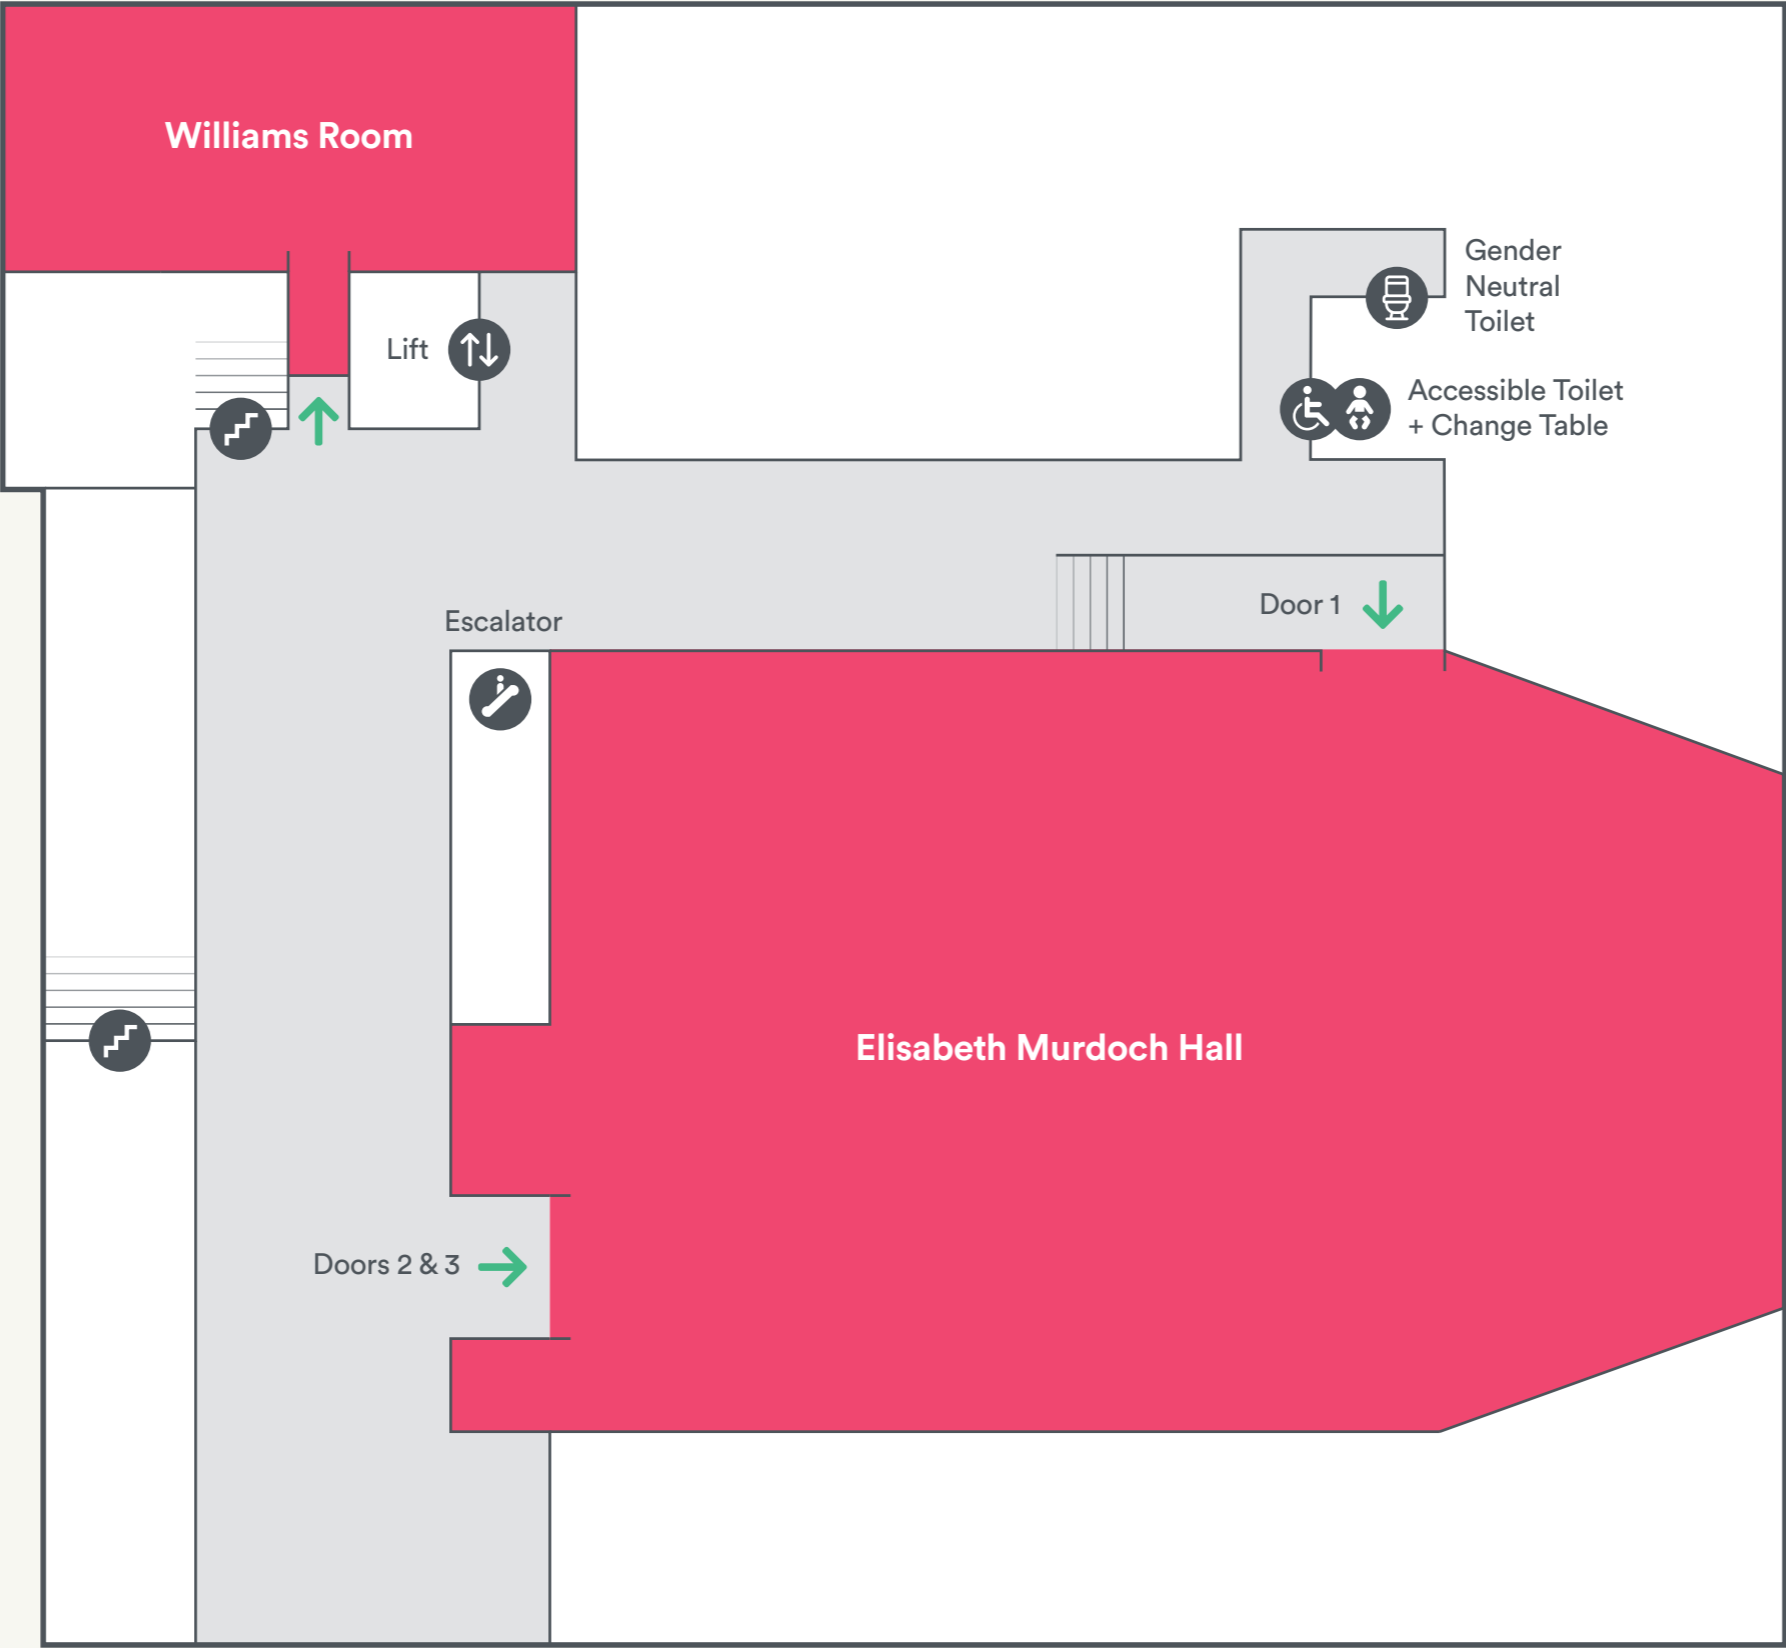 Williams Room
Gender
Neutral
Toilet
Lift
Accessible Toilet
+ Change Table
Door 1
Escalator
Elisabeth Murdoch Hall
Doors 2 & 3